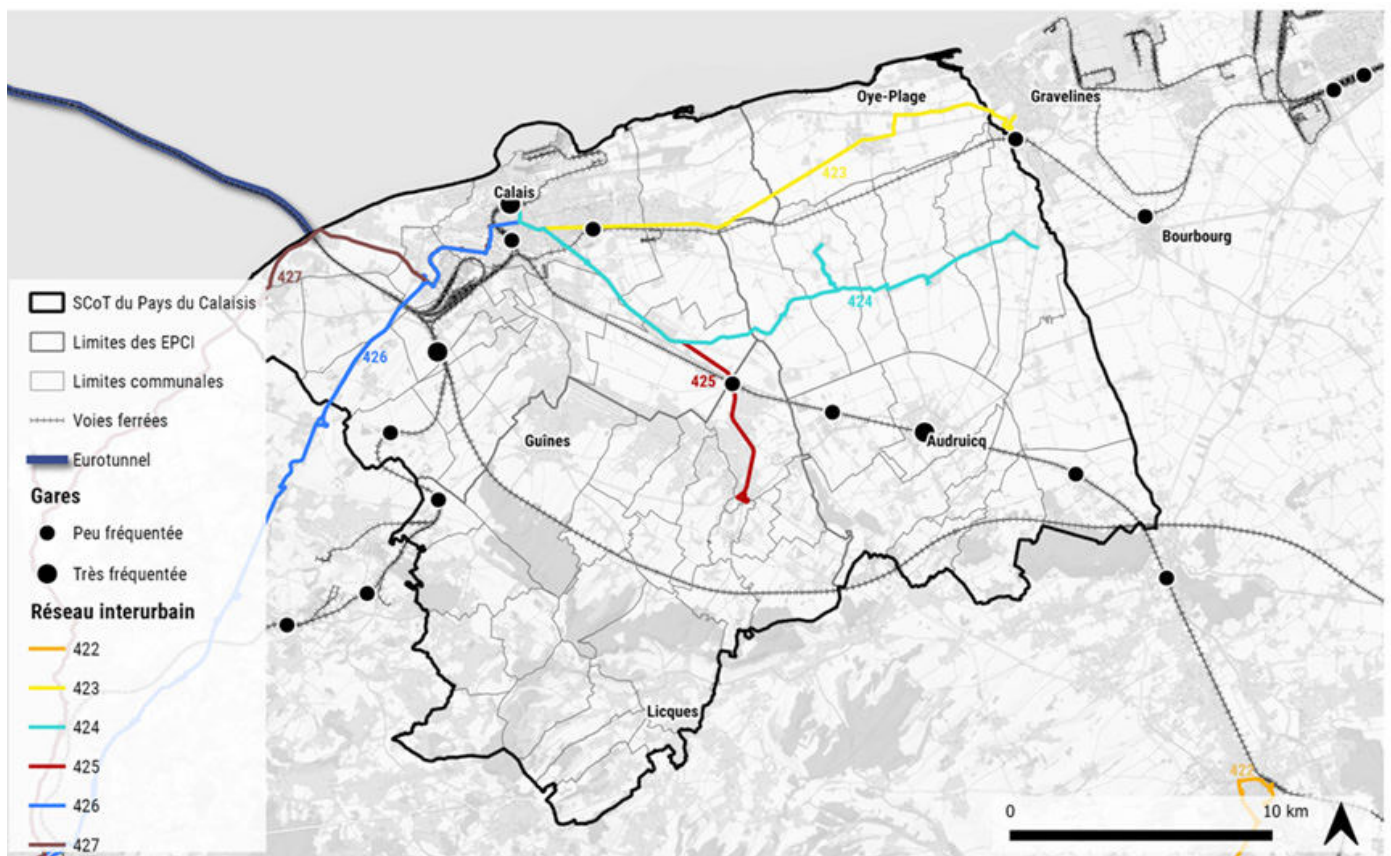 Oye-Plage
Gravelines
423
Calais
Bourbourg
427
424
426
425
Guînes
Audruicq
Licques
422
SCoT du Pays du Calaisis
Limites des EPCI
Limites communales
Voies ferrées
Eurotunnel
Gares
Peu fréquentée
Très fréquentée
Réseau interurbain
422
423
424
425
426
427
0 10 km